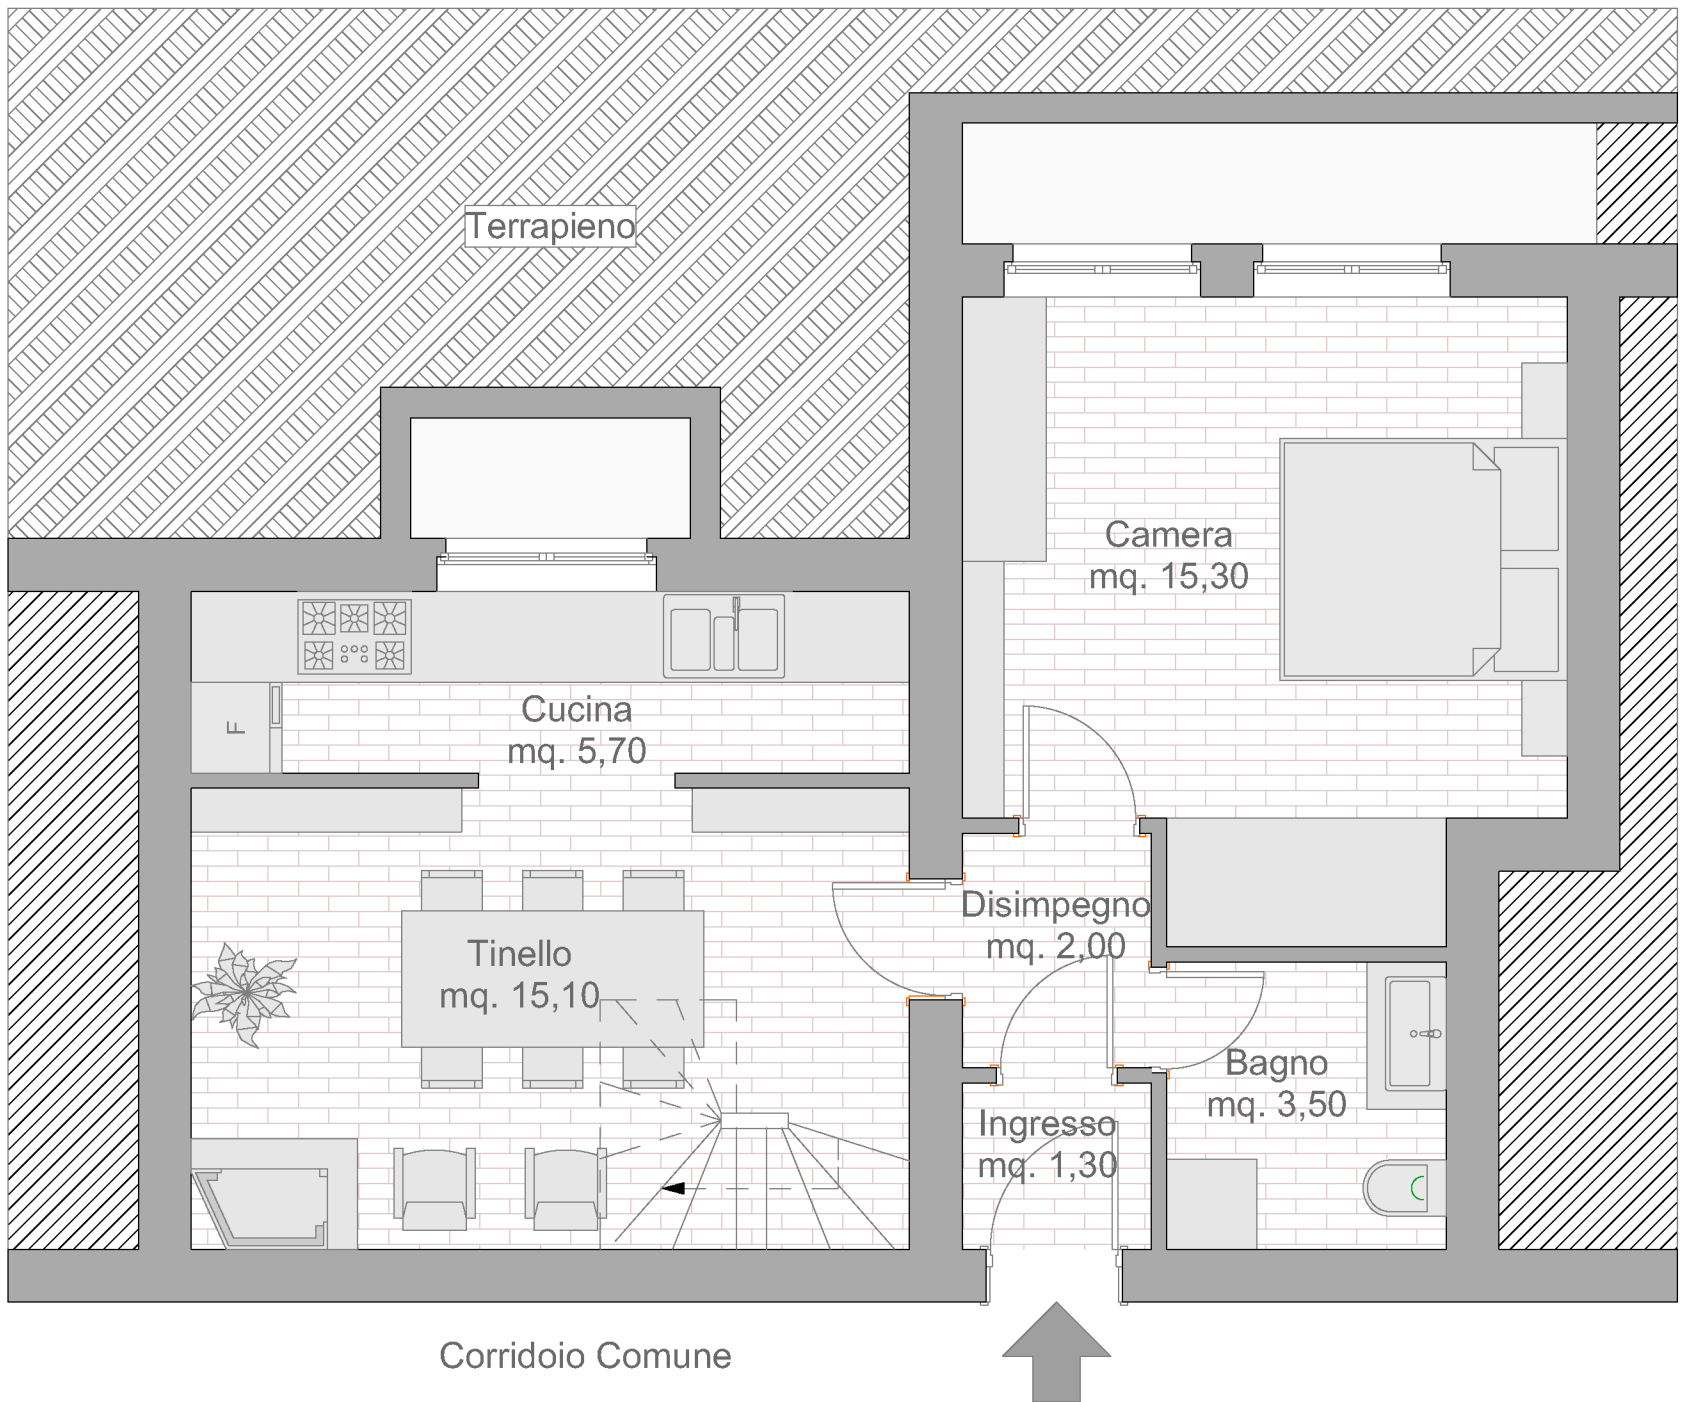 Terrapieno
Camera
mq. 15,30
Cucina
mq. 5,70
F
Disimpegno
mq. 2,00
Tinello
mq. 15,10
Bagno
mq. 3,50
Ingresso
mq. 1,30
Corridoio Comune